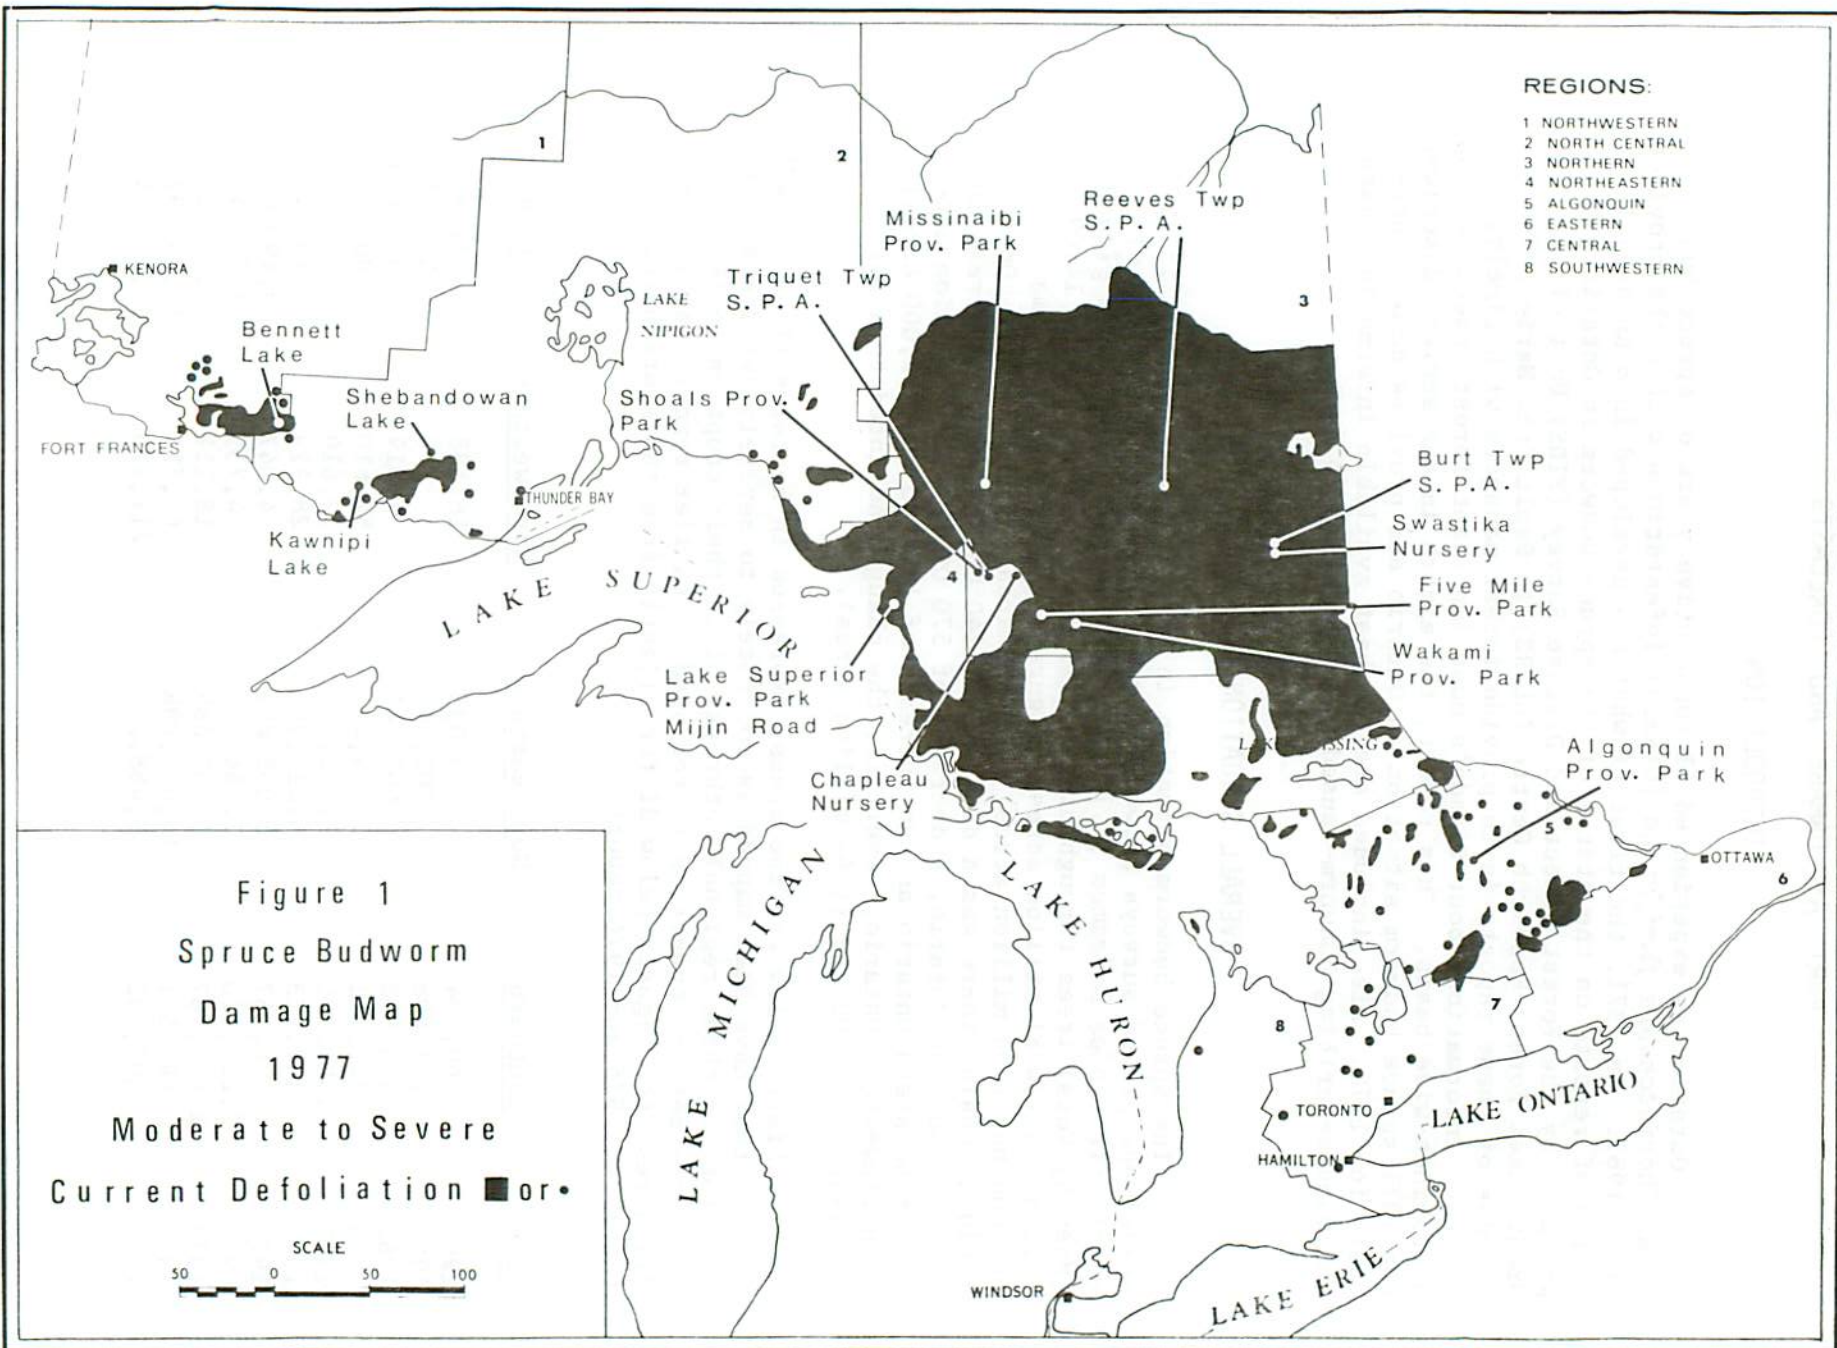 REGIONS:
1 NORTHWESTERN
2 NORTH CENTRAL
3 NORTHERN
4 NORTHEASTERN
5 ALGONQUIN
6 EASTERN
7 CENTRAL
8 SOUTHWESTERN
1
2
3
Missinaibi
Prov. Park
Reeves Twp
S.P.A.
KENORA
Triquet Twp
S.P.A.
LAKE
NIPIGON
Bennett
Lake
Shebandowan
Lake
Shoals Prov.
Park
FORT FRANCES
THUNDER BAY
Kawnipi
Lake
Burt Twp
S.P.A.
Swastika
Nursery
4
Five Mile
Prov. Park
Wakami
Prov. Park
LAKE SUPERIOR
Lake Superior
Prov. Park
Mijin Road
Chapleau
Nursery
Algonquin
Prov. Park
5
OTTAWA
6
LAKE MICHIGAN
LAKE HURON
7
8
TORONTO
LAKE ONTARIO
HAMILTON
WINDSOR
LAKE ERIE
Figure 1
Spruce Budworm
Damage Map
1977
Moderate to Severe
Current Defoliation ■ or •
SCALE
50 0 50 100